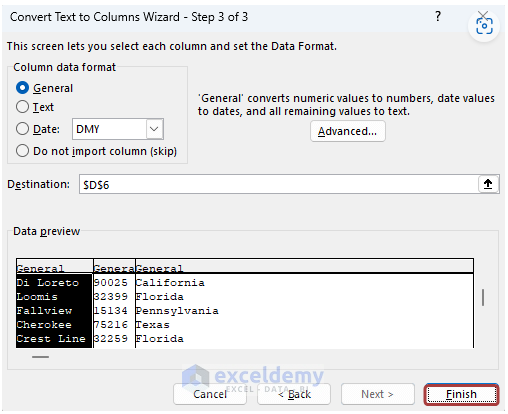 Convert Text to Columns Wizard - Step 3 of 3 ?
This screen lets you select each column and set the Data Format.
Column data format
General
Text
Date: DMY
Do not import column (skip)
'General' converts numeric values to numbers, date values
to dates, and all remaining values to text.
Advanced...
Destination: $D$6
Data preview
General GeneraGeneral
Di Loreto 90025 California
Loomis 32399 Florida
Fallview 15134 Pennsylvania
Cherokee 75216 Texas
Crest Line 32259 Florida
exceldemy
EXCEL - DATA - BI
Cancel < Back Next > Finish